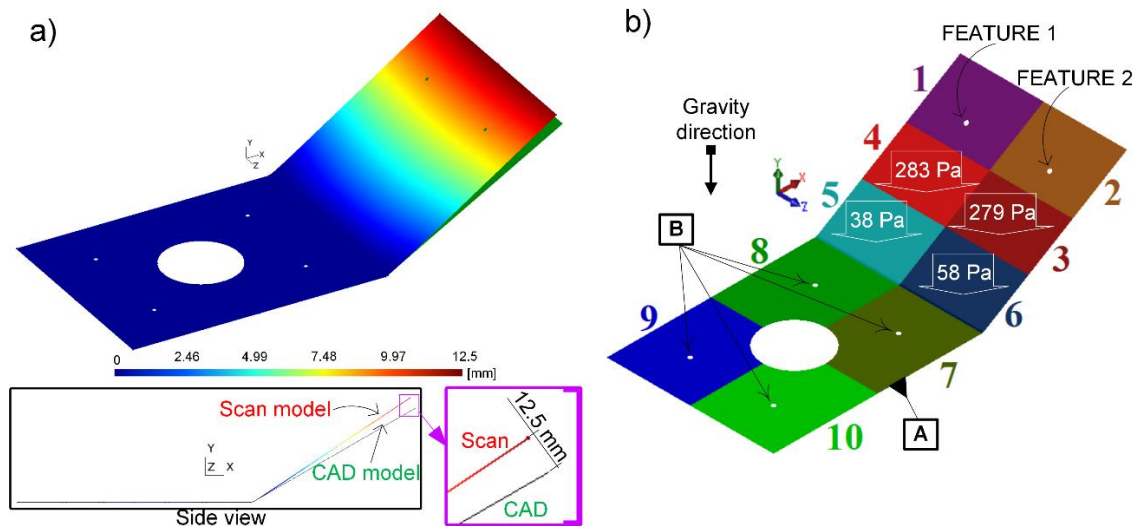 a)
Y
X
Z
0
2.46
4.99
7.48
9.97
12.5
[mm]
Scan model
CAD model
Y
Z X
Side view
12.5 mm
Scan
CAD
b)
FEATURE 1
FEATURE 2
Gravity
direction
Y
X
Z
1
2
4
283 Pa
5
279 Pa
38 Pa
3
B
8
58 Pa
6
9
7
A
10